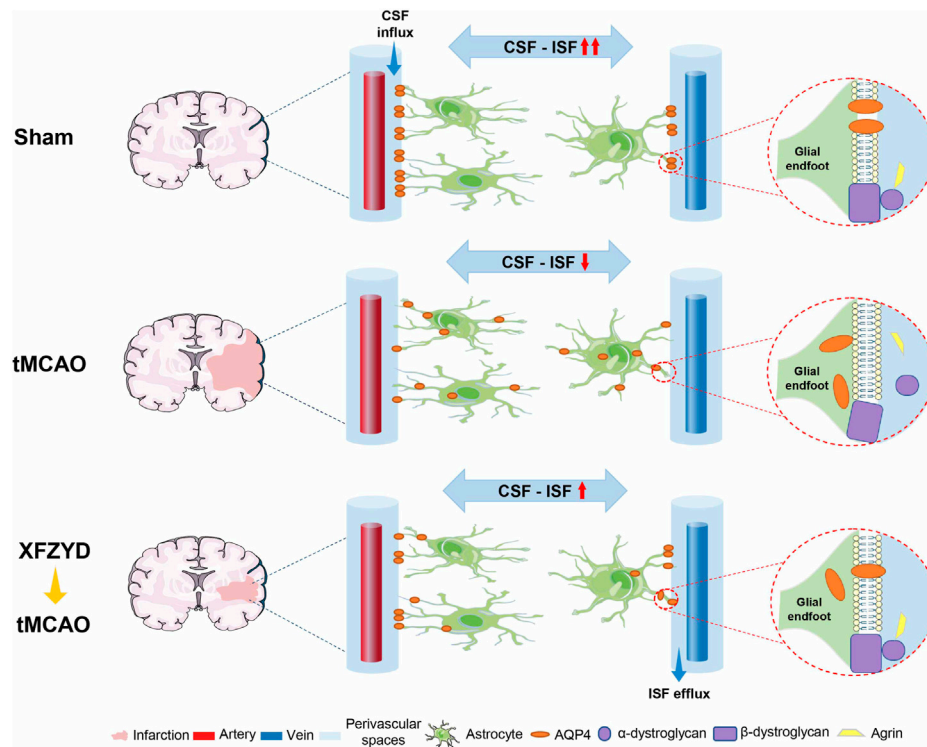 CSF
influx
CSF - ISF
Sham
Glial
endfoot
CSF - ISF
tMCAO
Glial
endfoot
CSF - ISF
XFZYD
tMCAO
Glial
endfoot
ISF efflux
Infarction Artery Vein Perivascular spaces Astrocyte AQP4 α-dystroglycan β-dystroglycan Agrin